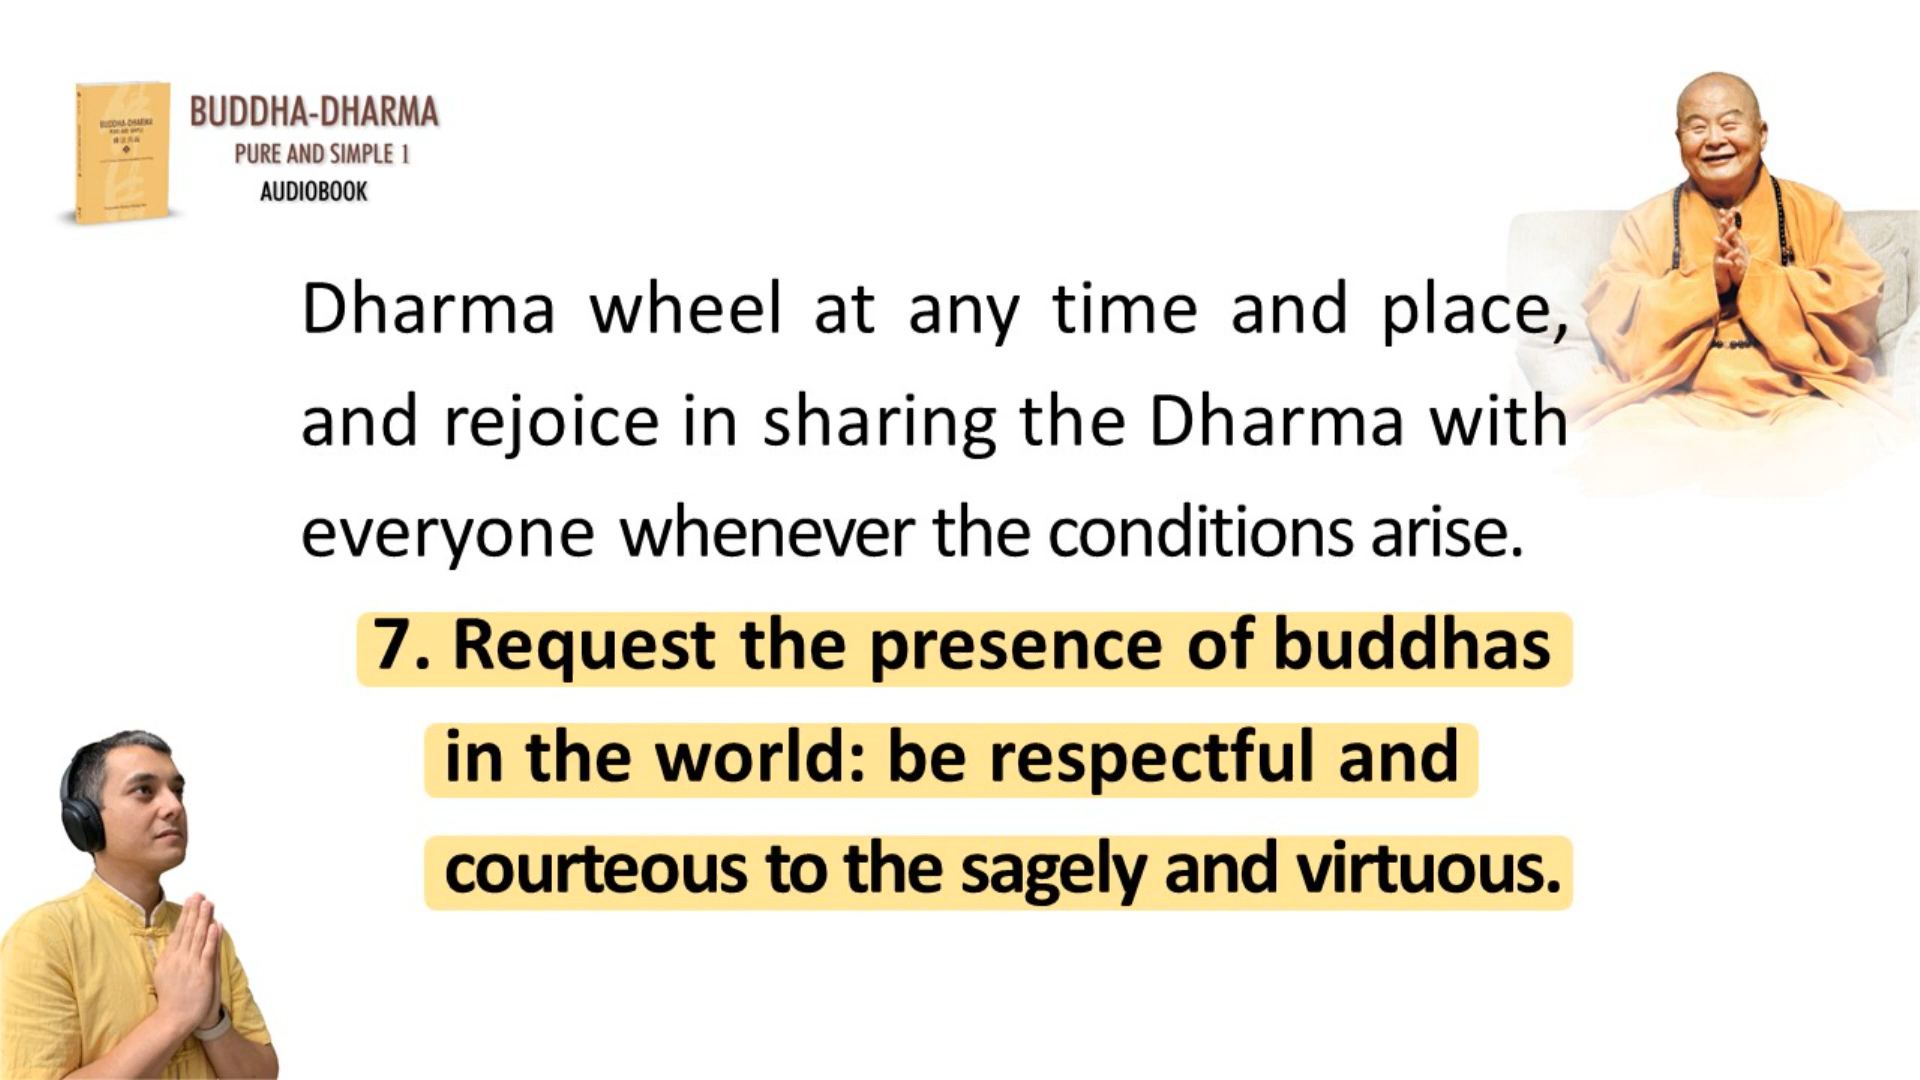 BUDDHA-DHARMA
PURE AND SIMPLE 1
AUDIOBOOK
BUDDHA-DHARMA
Dharma wheel at any time and place,
and rejoice in sharing the Dharma with
everyone whenever the conditions arise.
7. Request the presence of buddhas
in the world: be respectful and
courteous to the sagely and virtuous.